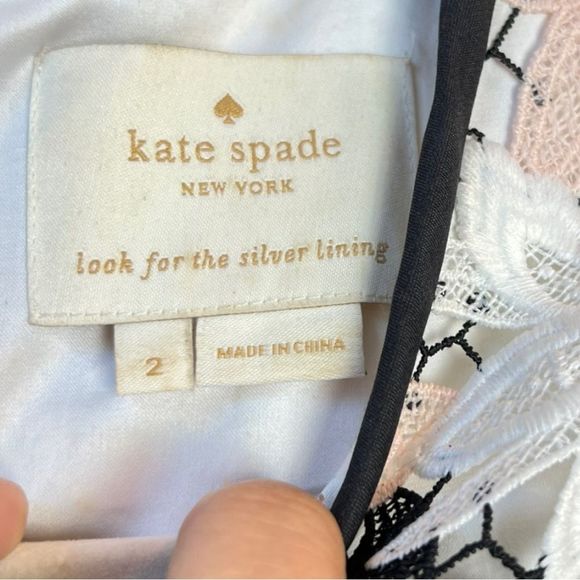 kate spade
NEW YORK
look for the silver lining
2
MADE IN CHINA